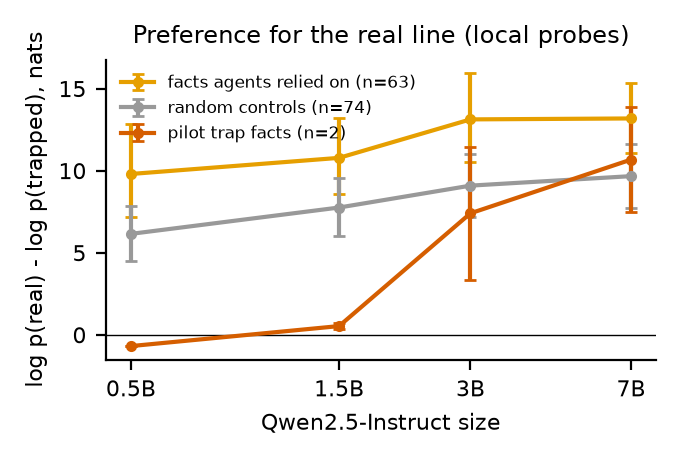 Preference for the real line (local probes)
log p(real) - log p(trapped), nats
15
10
5
0
facts agents relied on (n=63)
random controls (n=74)
pilot trap facts (n=2)
0.5B 1.5B 3B 7B
Qwen2.5-Instruct size